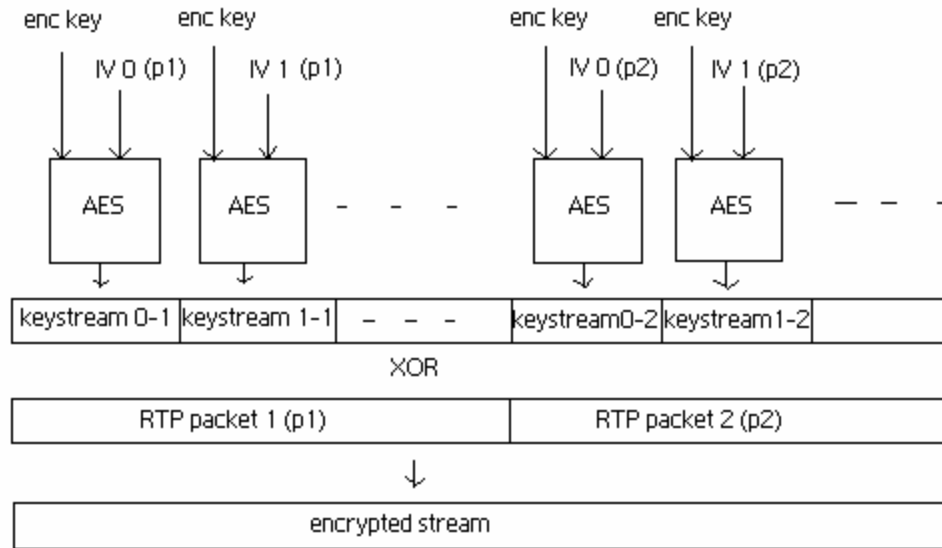 enc key enc key enc key enc key
IV 0 (p1) IV 1 (p1) IV 0 (p2) IV 1 (p2)
AES AES - - - AES AES - - -
keystream 0-1 keystream 1-1 - - - keystream0-2 keystream1-2
XOR
RTP packet 1 (p1) RTP packet 2 (p2)
encrypted stream